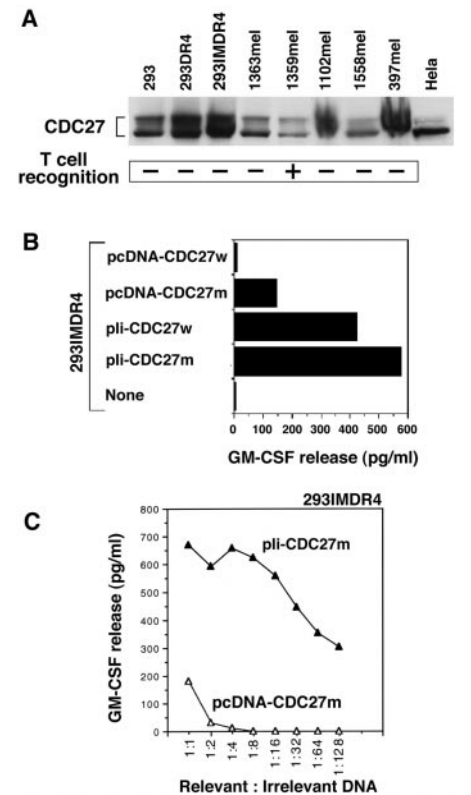 A
293
293DR4
293IMDR4
1363mel
1359mel
1102mel
1558mel
397mel
Hela
CDC27
T cell
recognition
− − − − + − − − −
B
293IMDR4
pcDNA-CDC27w
pcDNA-CDC27m
pli-CDC27w
pli-CDC27m
None
0 100 200 300 400 500 600
GM-CSF release (pg/ml)
C
293IMDR4
GM-CSF release (pg/ml)
800
700
600
500
400
300
200
100
0
pli-CDC27m
pcDNA-CDC27m
1:1
1:2
1:4
1:8
1:16
1:32
1:64
1:128
Relevant : Irrelevant DNA